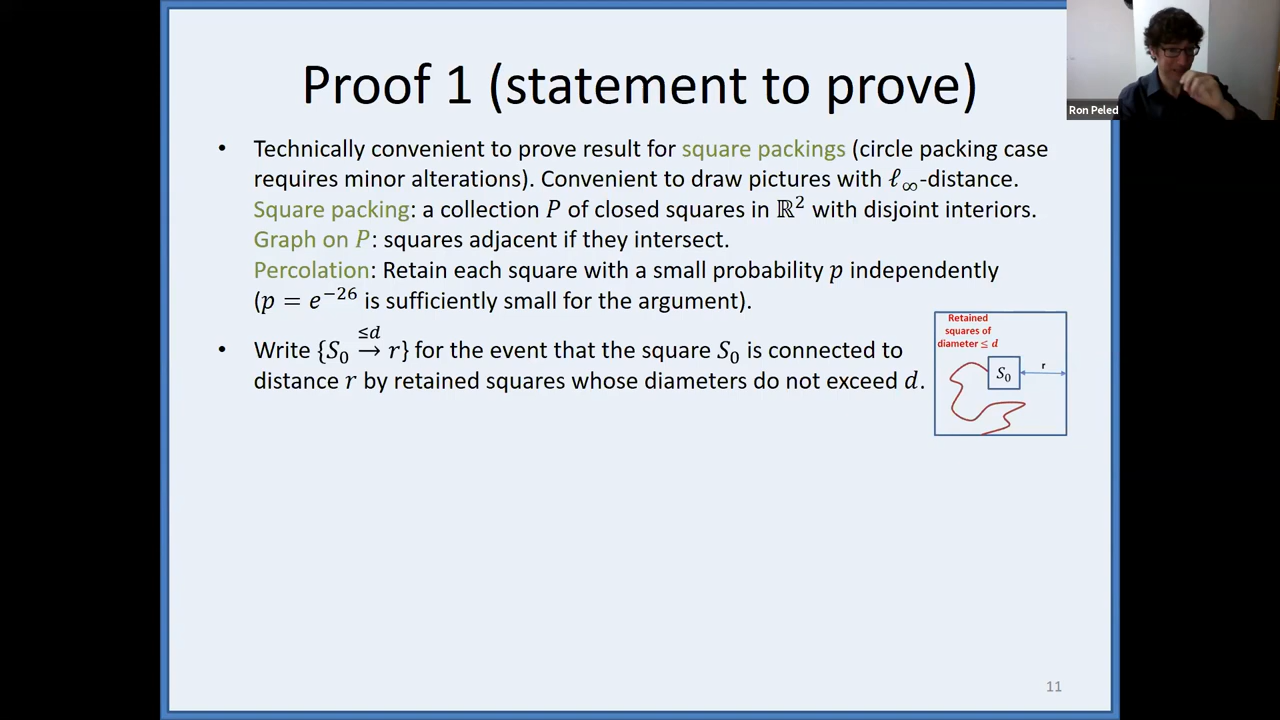 Proof 1 (statement to prove)
Ron Peled
• Technically convenient to prove result for square packings (circle packing case
requires minor alterations). Convenient to draw pictures with ℓ∞-distance.
Square packing: a collection P of closed squares in ℝ² with disjoint interiors.
Graph on P: squares adjacent if they intersect.
Percolation: Retain each square with a small probability p independently
(p = e⁻²⁶ is sufficiently small for the argument).
• Write {S₀ →^{≤d} r} for the event that the square S₀ is connected to
distance r by retained squares whose diameters do not exceed d.
Retained
squares of
diameter ≤ d
S₀
r
11